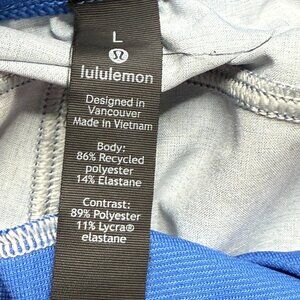 L
lululemon
Designed in
Vancouver
Made in Vietnam
Body:
86% Recycled
polyester
14% Elastane
Contrast:
89% Polyester
11% Lycra®
elastane